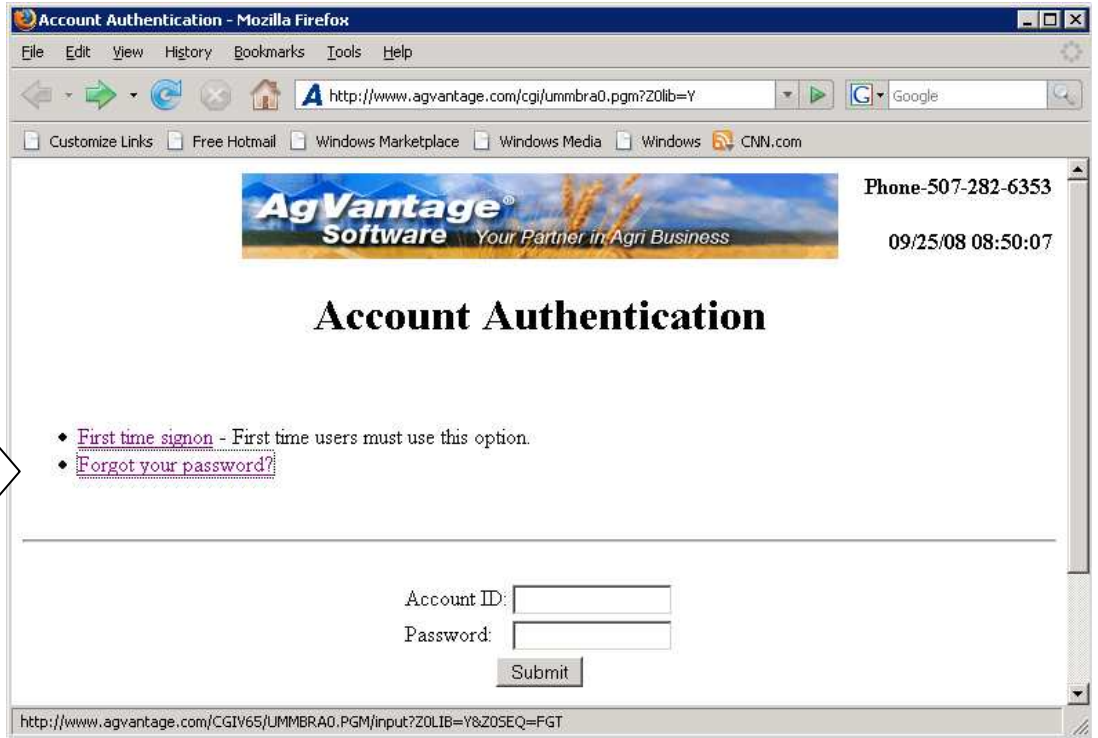 Account Authentication - Mozilla Firefox
File Edit View History Bookmarks Tools Help
http://www.agvantage.com/cgi/ummbra0.pgm?Z0lib=Y
G Google
Customize Links Free Hotmail Windows Marketplace Windows Media Windows CNN.com
AgVantage®
Software Your Partner in Agri Business
Phone-507-282-6353
09/25/08 08:50:07
Account Authentication
• First time signon - First time users must use this option.
• Forgot your password?
Account ID:
Password:
Submit
http://www.agvantage.com/CGIV65/UMMBRA0.PGM/input?Z0LIB=Y&Z0SEQ=FGT